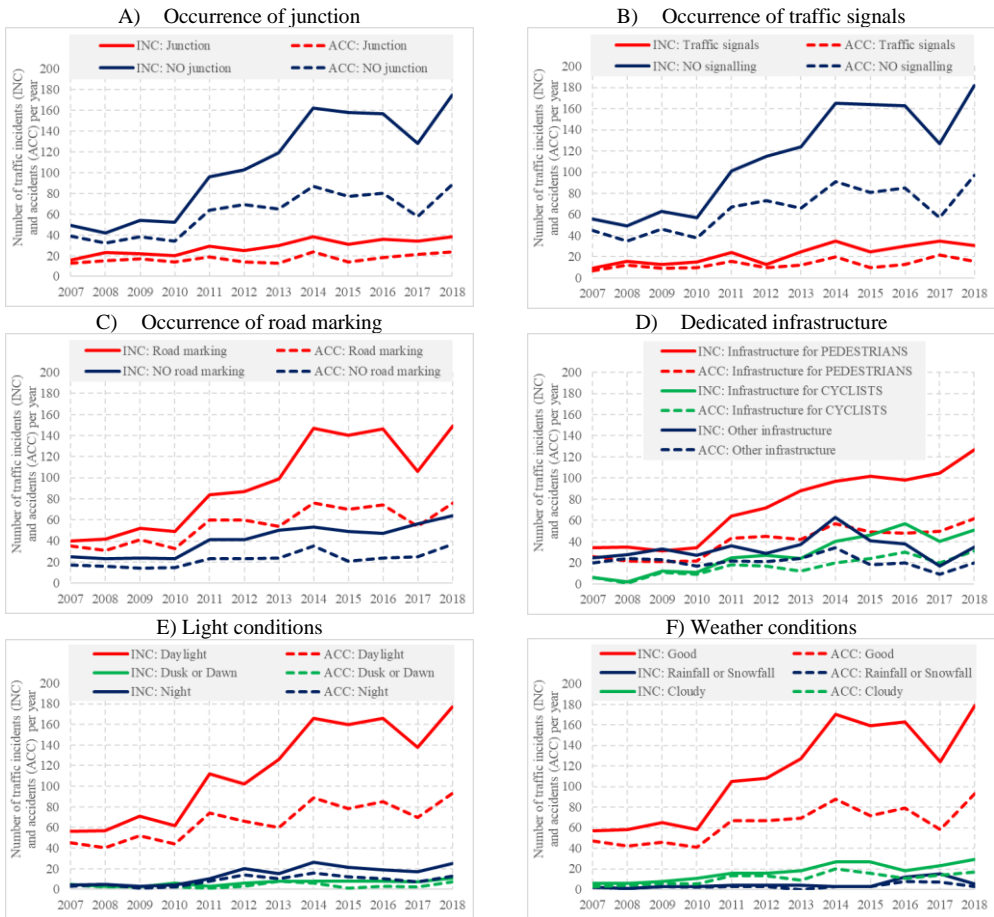 A) Occurrence of junction
INC: Junction ACC: Junction
INC: NO junction ACC: NO junction
Number of traffic incidents (INC)
and accidents (ACC) per year
200
180
160
140
120
100
80
60
40
20
0
2007 2008 2009 2010 2011 2012 2013 2014 2015 2016 2017 2018
B) Occurrence of traffic signals
INC: Traffic signals ACC: Traffic signals
INC: NO signalling ACC: NO signalling
Number of traffic incidents (INC)
and accidents (ACC) per year
200
180
160
140
120
100
80
60
40
20
0
2007 2008 2009 2010 2011 2012 2013 2014 2015 2016 2017 2018
C) Occurrence of road marking
INC: Road marking ACC: Road marking
INC: NO road marking ACC: NO road marking
Number of traffic incidents (INC)
and accidents (ACC) per year
200
180
160
140
120
100
80
60
40
20
0
2007 2008 2009 2010 2011 2012 2013 2014 2015 2016 2017 2018
D) Dedicated infrastructure
INC: Infrastructure for PEDESTRIANS
ACC: Infrastructure for PEDESTRIANS
INC: Infrastructure for CYCLISTS
ACC: Infrastructure for CYCLISTS
INC: Other infrastructure
ACC: Other infrastructure
Number of traffic incidents (INC)
and accidents (ACC) per year
200
180
160
140
120
100
80
60
40
20
0
2007 2008 2009 2010 2011 2012 2013 2014 2015 2016 2017 2018
E) Light conditions
INC: Daylight ACC: Daylight
INC: Dusk or Dawn ACC: Dusk or Dawn
INC: Night ACC: Night
Number of traffic incidents (INC)
and accidents (ACC) per year
200
180
160
140
120
100
80
60
40
20
0
2007 2008 2009 2010 2011 2012 2013 2014 2015 2016 2017 2018
F) Weather conditions
INC: Good ACC: Good
INC: Rainfall or Snowfall ACC: Rainfall or Snowfall
INC: Cloudy ACC: Cloudy
Number of traffic incidents (INC)
and accidents (ACC) per year
200
180
160
140
120
100
80
60
40
20
0
2007 2008 2009 2010 2011 2012 2013 2014 2015 2016 2017 2018